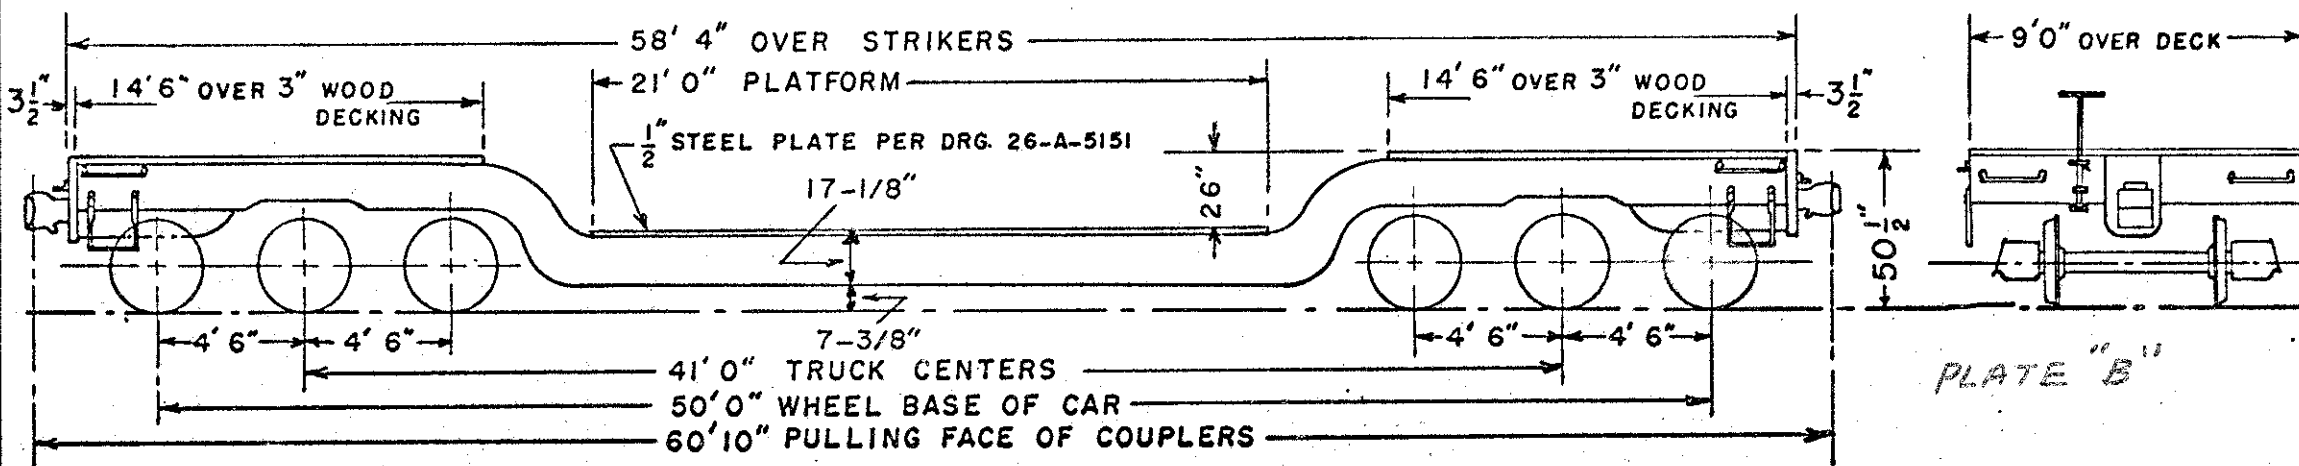 58' 4" OVER STRIKERS
9'0" OVER DECK
21' 0" PLATFORM
3 1/2"
14' 6" OVER 3" WOOD
DECKING
14' 6" OVER 3" WOOD
DECKING
3 1/2"
1/2" STEEL PLATE PER DRG. 26-A-5151
17-1/8"
26"
50 1/2"
7-3/8"
4' 6"
4' 6"
4' 6"
4' 6"
41' 0" TRUCK CENTERS
50'0" WHEEL BASE OF CAR
60'10" PULLING FACE OF COUPLERS
PLATE "B"